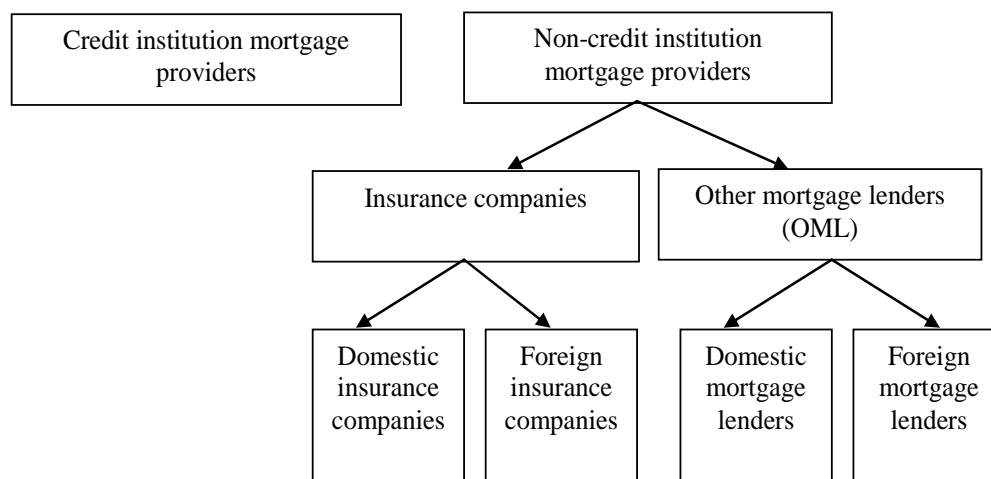 Credit institution mortgage
providers
Non-credit institution
mortgage providers
Insurance companies
Other mortgage lenders
(OML)
Domestic
insurance
companies
Foreign
insurance
companies
Domestic
mortgage
lenders
Foreign
mortgage
lenders